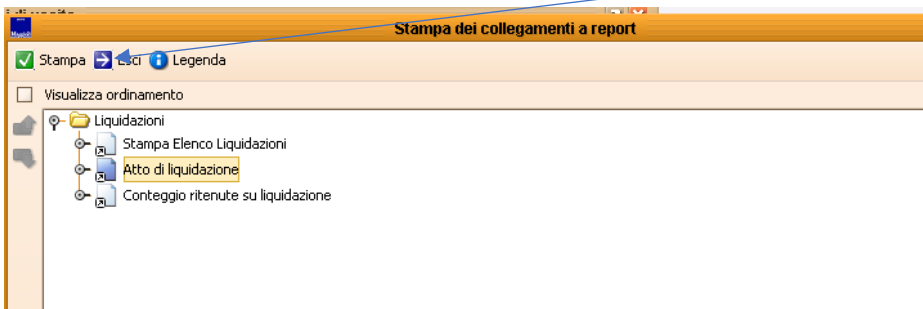 Stampa dei collegamenti a report
Stampa Esci Legenda
Visualizza ordinamento
Liquidazioni
Stampa Elenco Liquidazioni
Atto di liquidazione
Conteggio ritenute su liquidazione